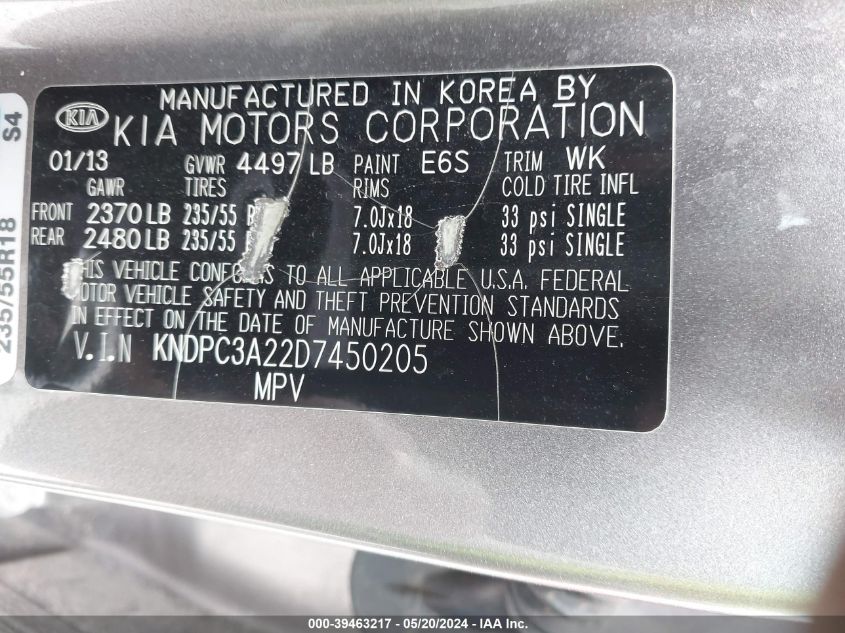 MANUFACTURED IN KOREA BY
KIA KIA MOTORS CORPORATION
01/13 GVWR 4497 LB PAINT E6S TRIM WK
GAWR TIRES RIMS COLD TIRE INFL
FRONT 2370 LB 235/55 7.0Jx18 33 psi SINGLE
REAR 2480 LB 235/55 7.0Jx18 33 psi SINGLE
THIS VEHICLE CONFORMS TO ALL APPLICABLE U.S.A. FEDERAL
MOTOR VEHICLE SAFETY AND THEFT PREVENTION STANDARDS
IN EFFECT ON THE DATE OF MANUFACTURE SHOWN ABOVE.
V.I.N KNDPC3A22D7450205
MPV
235/55R18
S4
000-39463217 - 05/20/2024 - IAA Inc.